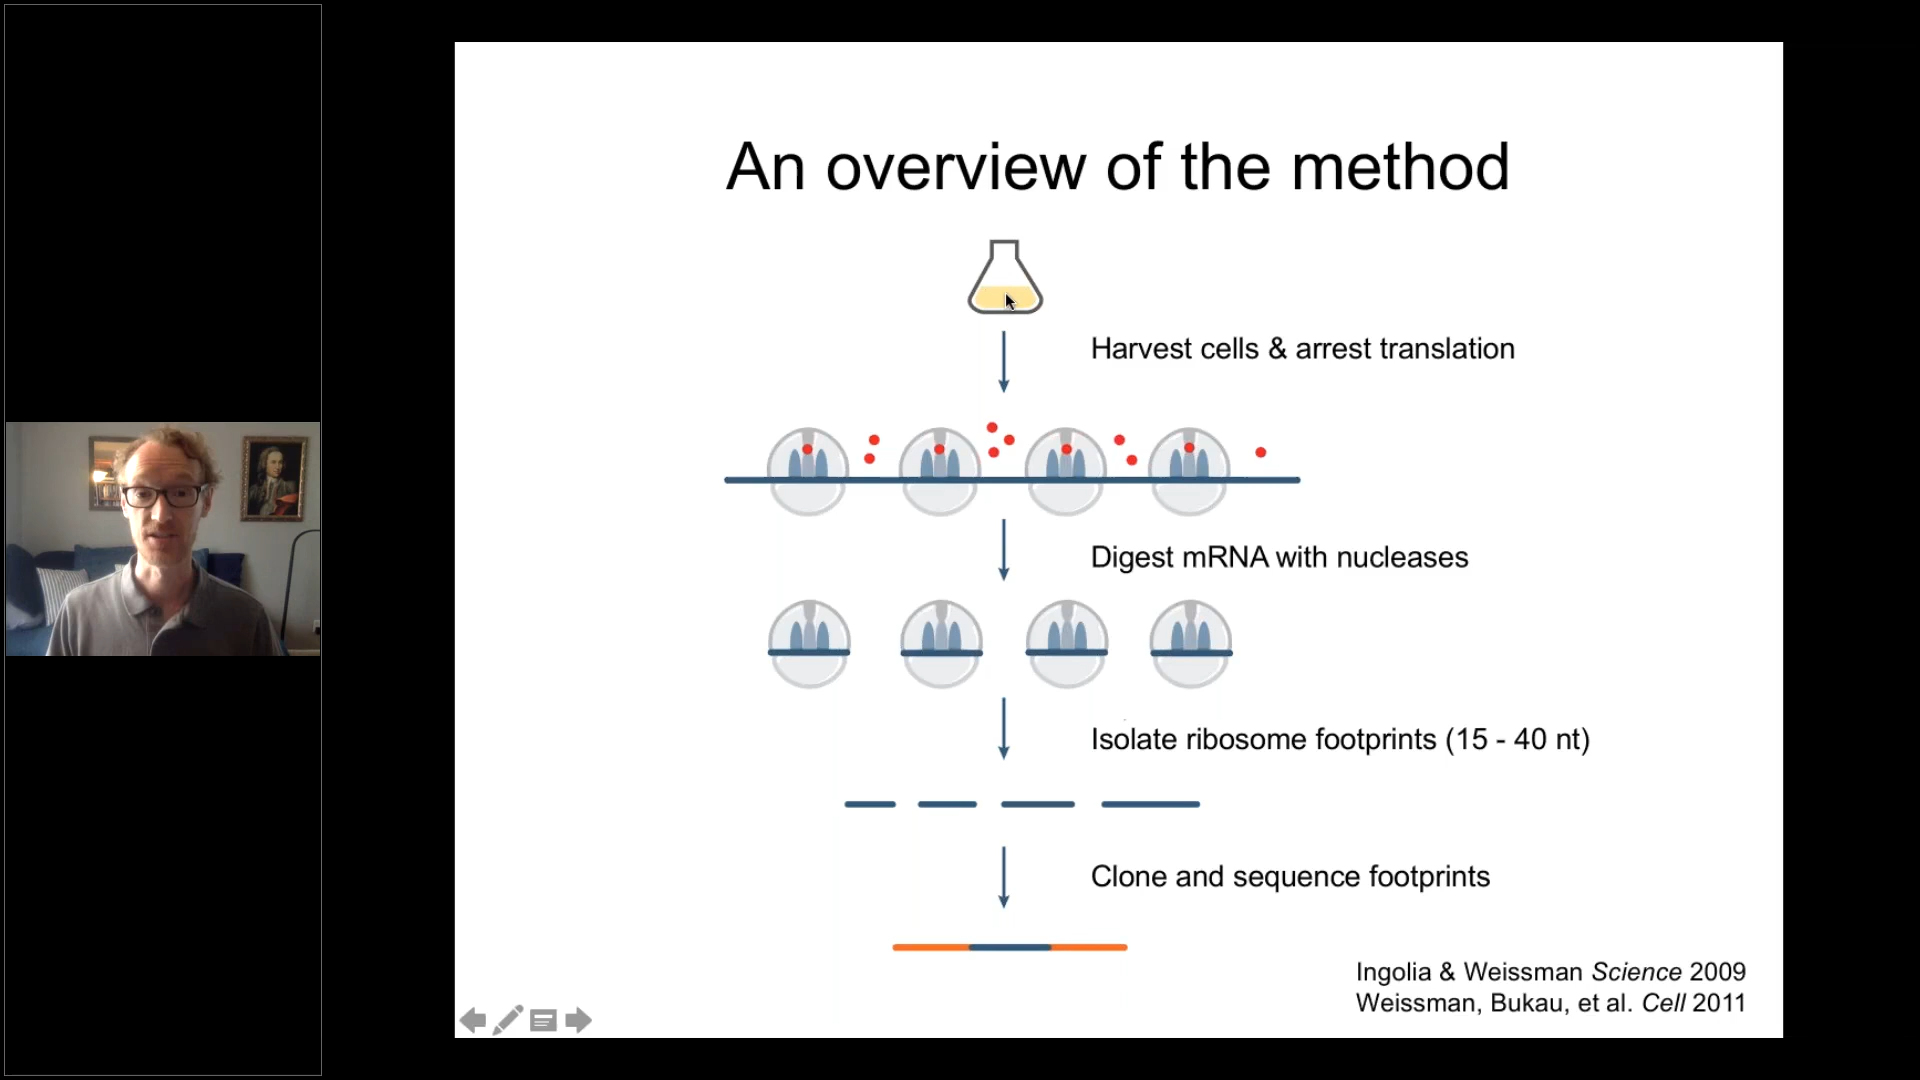 An overview of the method
Harvest cells & arrest translation
Digest mRNA with nucleases
Isolate ribosome footprints (15 - 40 nt)
Clone and sequence footprints
Ingolia & Weissman Science 2009
Weissman, Bukau, et al. Cell 2011